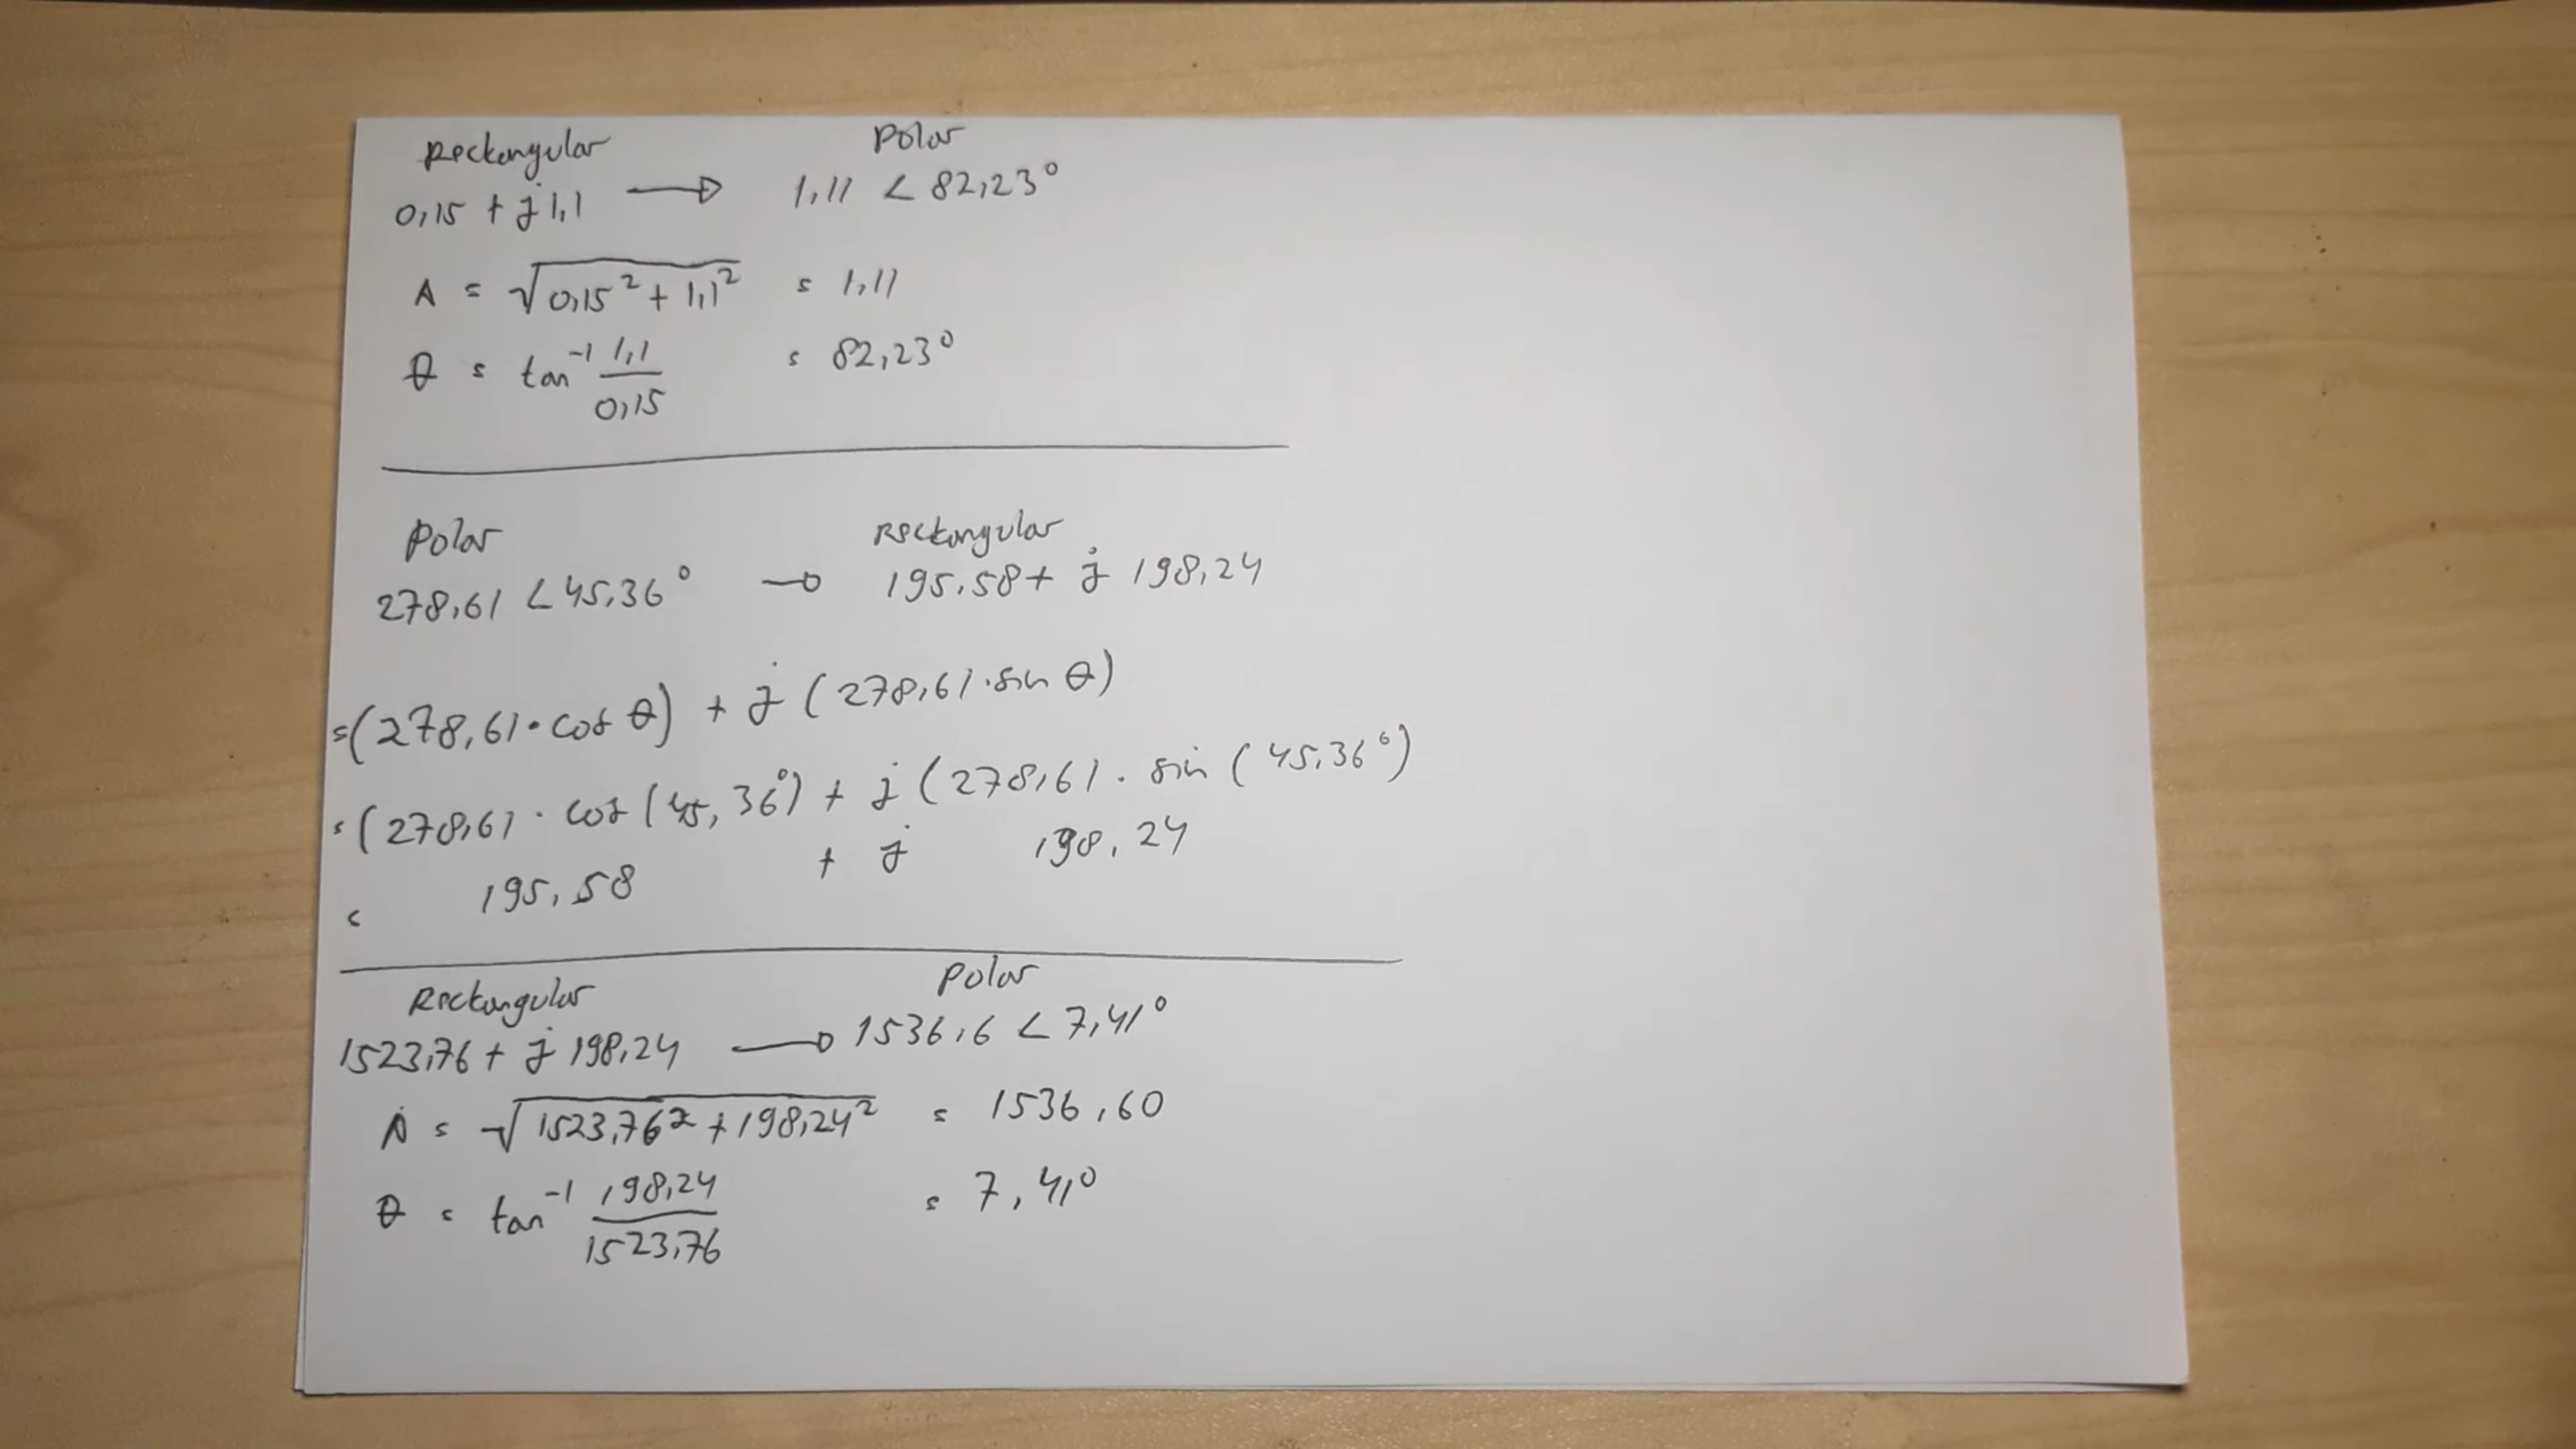 Rectangular Polar
0,15 + j1,1 → 1,11 ∠ 82,23°
A = √0,15² + 1,1² = 1,11
θ = tan⁻¹ 1,1/0,15 = 82,23°
Polar Rectangular
278,61 ∠ 45,36° → 195,58 + j 198,24
= (278,61 · cos θ) + j (278,61 · sin θ)
= (278,61 · cos (45,36°) + j (278,61 · sin (45,36°)
= 195,58 + j 198,24
Rectangular Polar
1523,76 + j 198,24 → 1536,6 ∠ 7,41°
A = √1523,76² + 198,24² = 1536,60
θ = tan⁻¹ 198,24/1523,76 = 7,41°